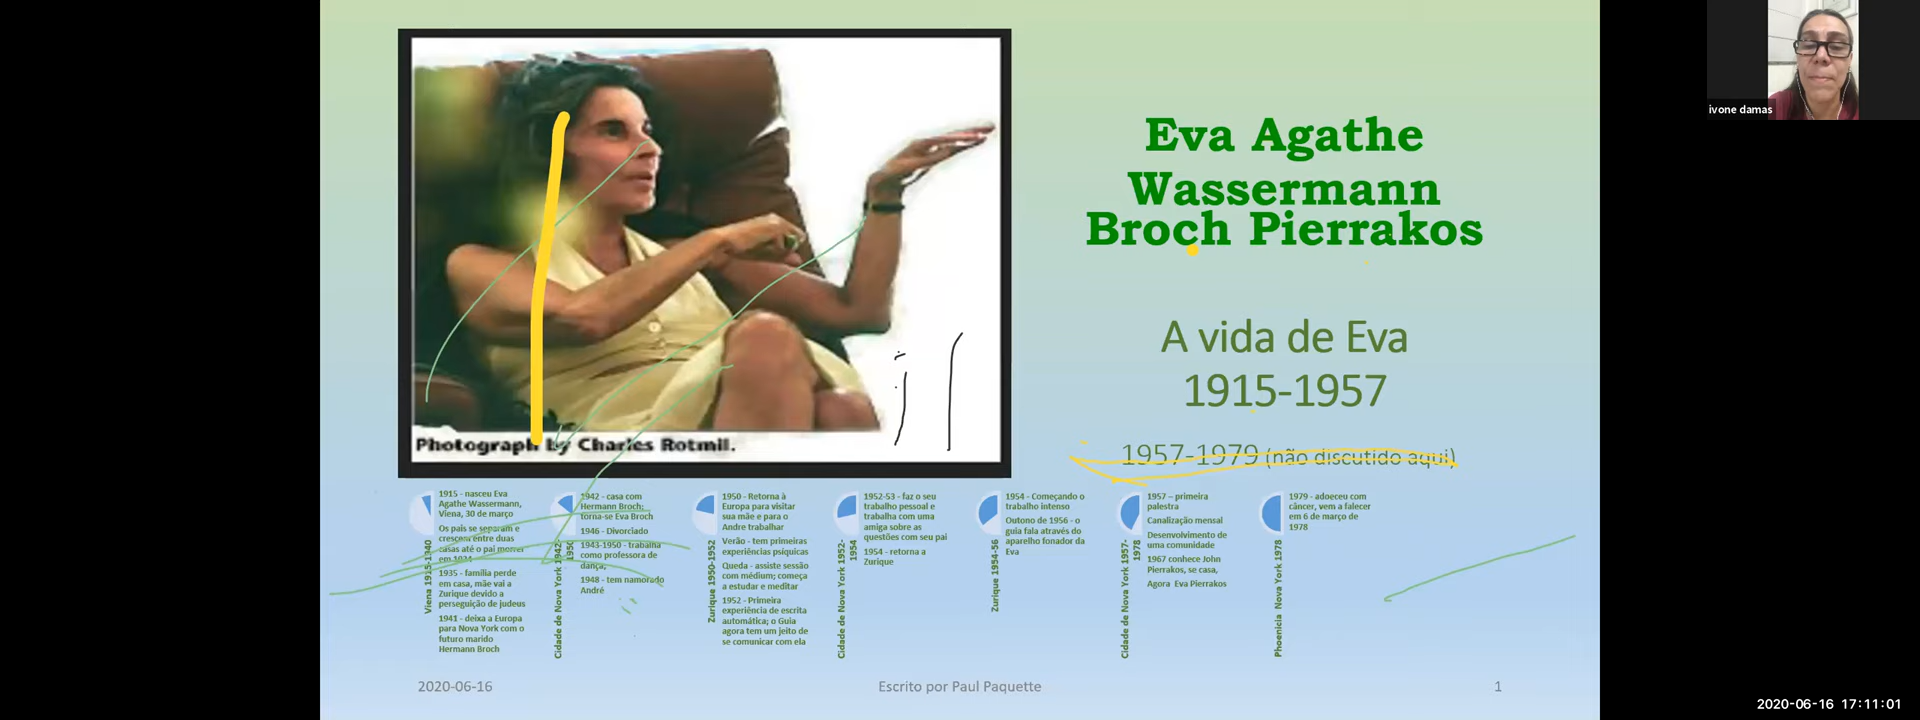 ivone damas
Photograph by Charles Rotmil.
Eva Agathe
Wassermann
Broch Pierrakos
A vida de Eva
1915-1957
1957-1979 (não discutido aqui)
Viena 1915-1940
1915 - nasceu Eva
Agathe Wassermann,
Viena, 30 de março
Os pais se separam e
crescem entre duas
casas até o pai morrer
em 1934
1935 - família perde
em casa, mãe vai a
Zurique devido a
perseguição de judeus
1941 - deixa a Europa
para Nova York com o
futuro marido
Hermann Broch
Cidade de Nova York 1942-
1950
1942 - casa com
Hermann Broch;
torna-se Eva Broch
1946 - Divorciado
1943-1950 - trabalha
como professora de
dança,
1948 - tem namorado
André
Zurique 1950-1952
1950 - Retorna à
Europa para visitar
sua mãe e para o
Andre trabalhar
Verão - tem primeiras
experiências psíquicas
Queda - assiste sessão
com médium; começa
a estudar e meditar
1952 - Primeira
experiência de escrita
automática; o Guia
agora tem um jeito de
se comunicar com ela
Cidade de Nova York 1952-
1954
1952-53 - faz o seu
trabalho pessoal e
trabalha com uma
amiga sobre as
questões com seu pai
1954 - retorna a
Zurique
Zurique 1954-56
1954 - Começando o
trabalho intenso
Outono de 1956 - o
guia fala através do
aparelho fonador da
Eva
Cidade de Nova York 1957-
1978
1957 – primeira
palestra
Canalização mensal
Desenvolvimento de
uma comunidade
1967 conhece John
Pierrakos, se casa,
Agora Eva Pierrakos
Phoenicia Nova York 1978
1979 - adoeceu com
câncer, vem a falecer
em 6 de março de
1978
2020-06-16
Escrito por Paul Paquette
1
2020-06-16 17:11:01